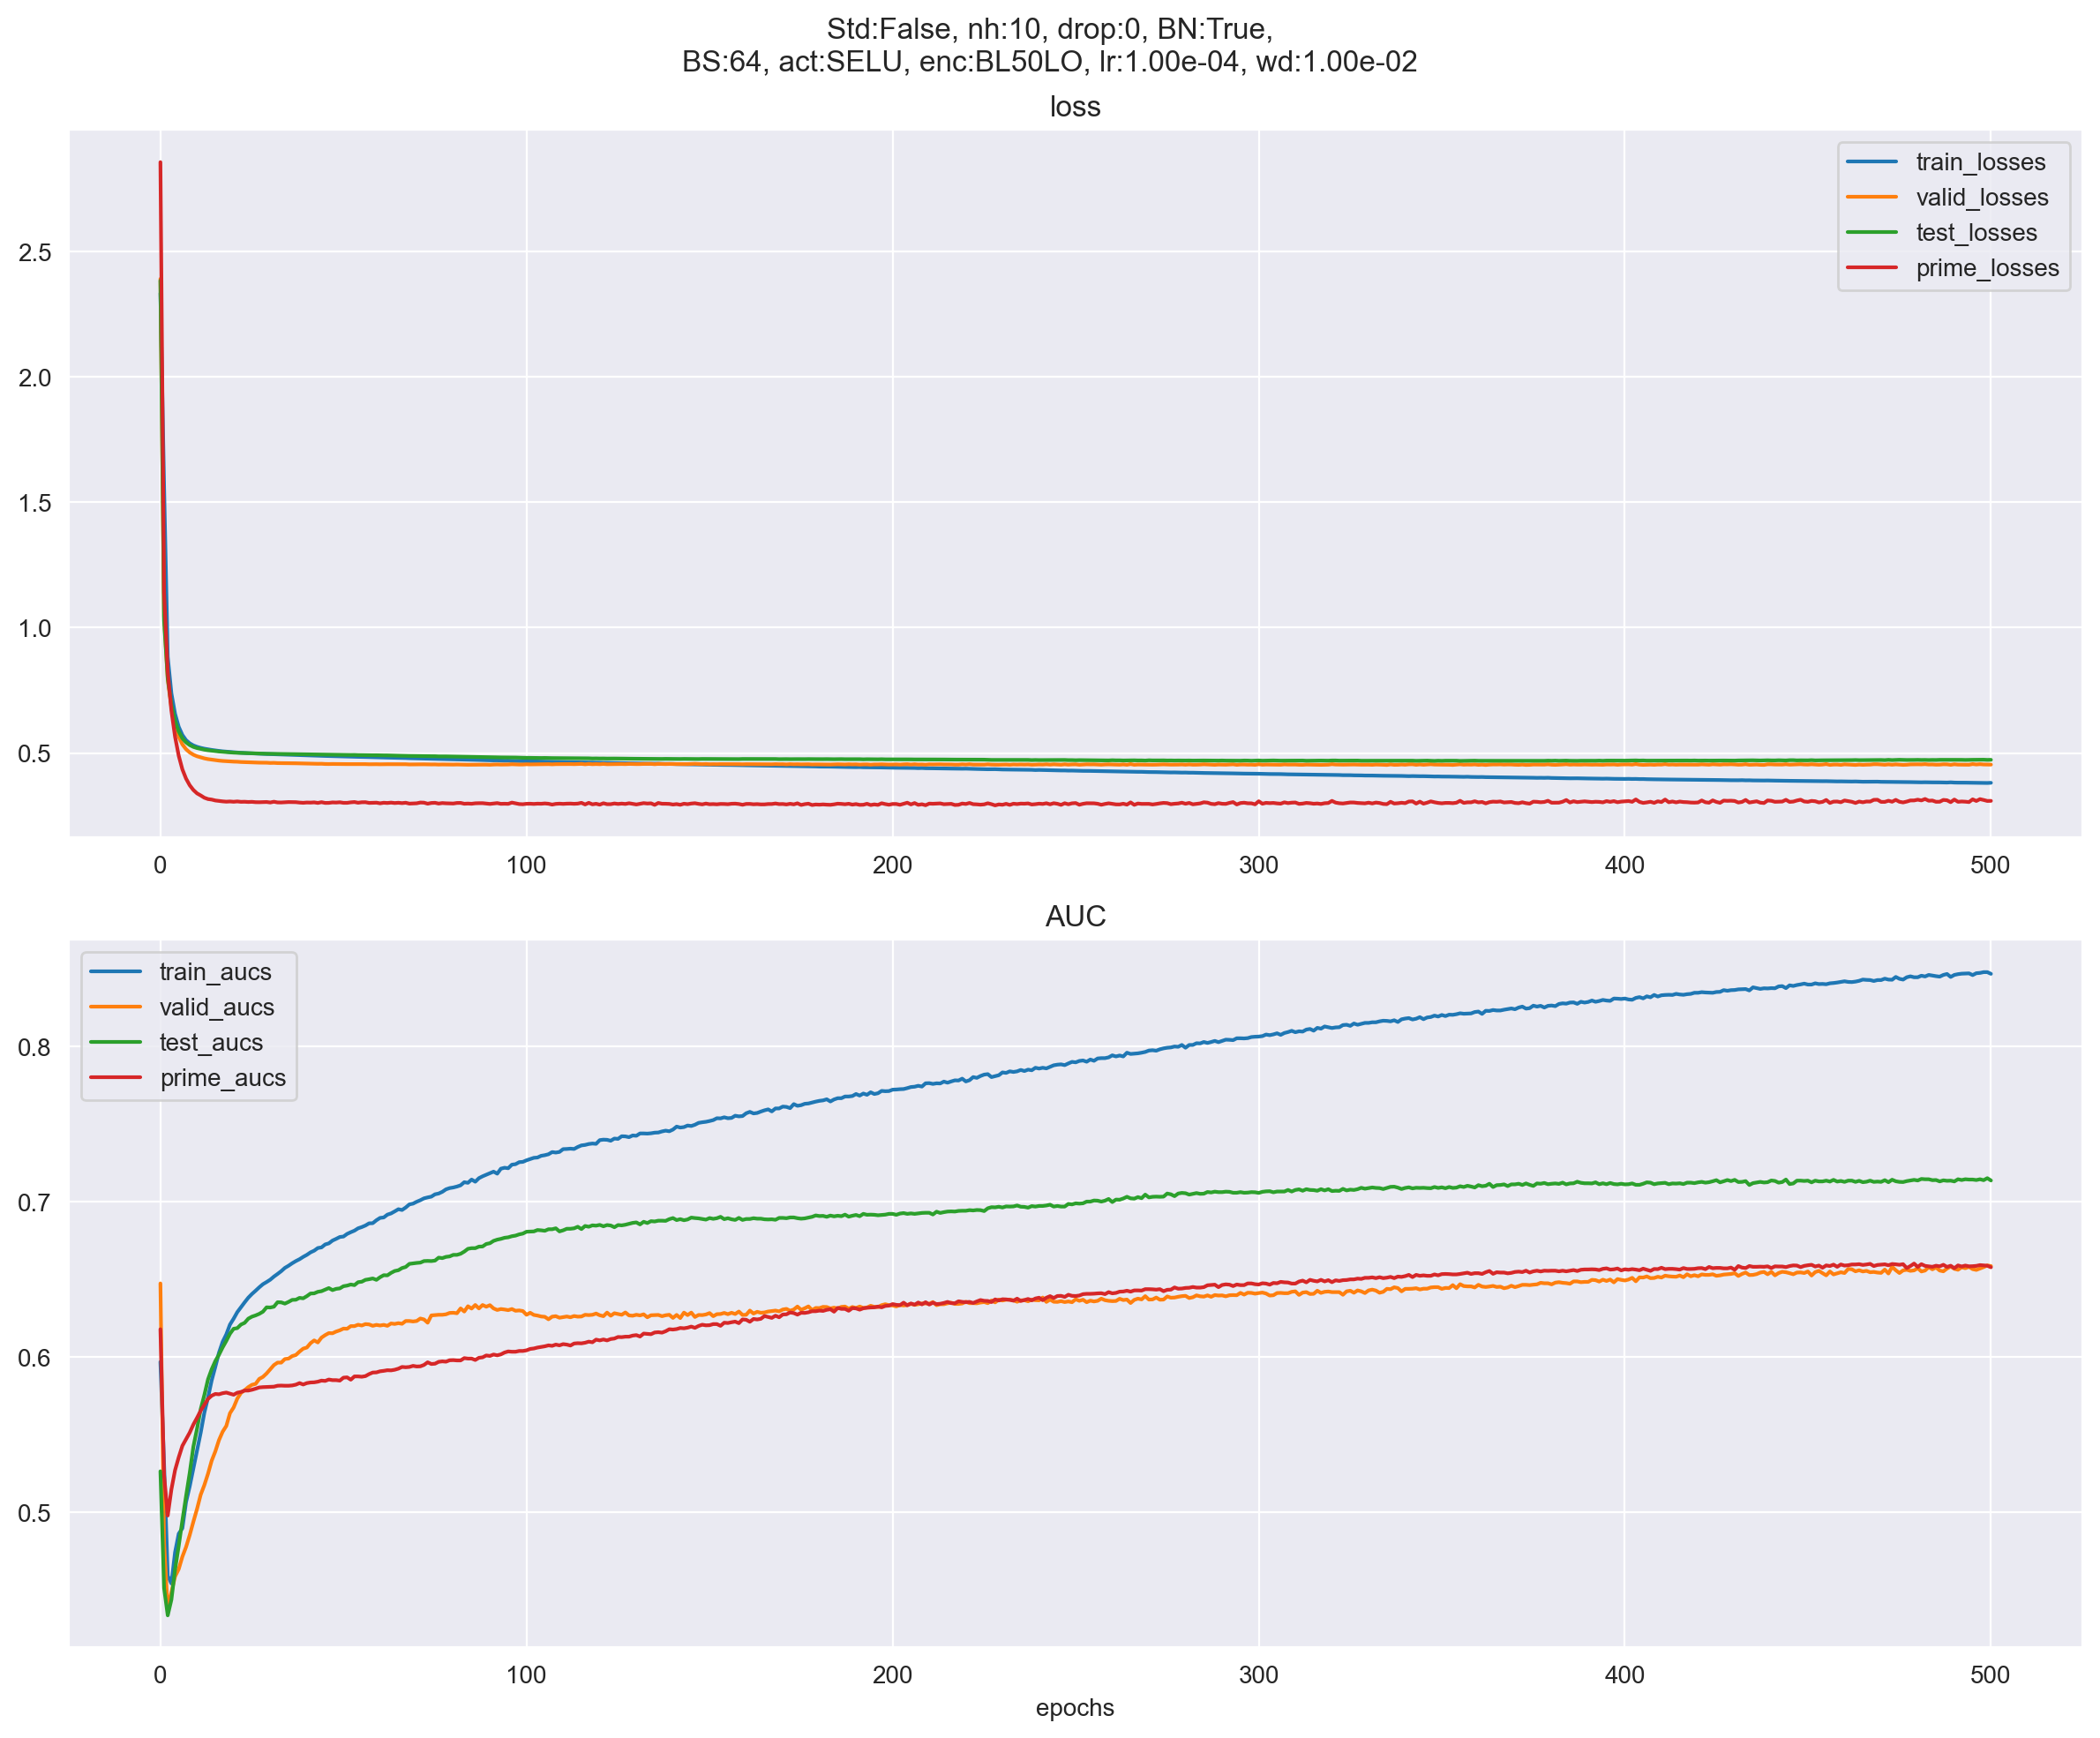 Std:False, nh:10, drop:0, BN:True,
BS:64, act:SELU, enc:BL50LO, lr:1.00e-04, wd:1.00e-02
loss
train_losses
valid_losses
test_losses
prime_losses
2.5
2.0
1.5
1.0
0.5
0 100 200 300 400 500
AUC
train_aucs
valid_aucs
test_aucs
prime_aucs
0.8
0.7
0.6
0.5
0 100 200 300 400 500
epochs